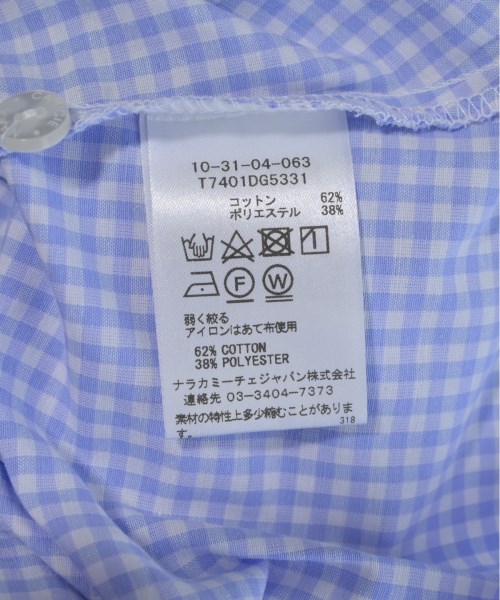 10-31-04-063
T7401DG5331
コットン 62%
ポリエステル 38%
F W
弱く絞る
アイロンはあて布使用
62% COTTON
38% POLYESTER
ナラカミーチェジャパン株式会社
連絡先 03-3404-7373
素材の特性上多少縮むことがありま
す。
318